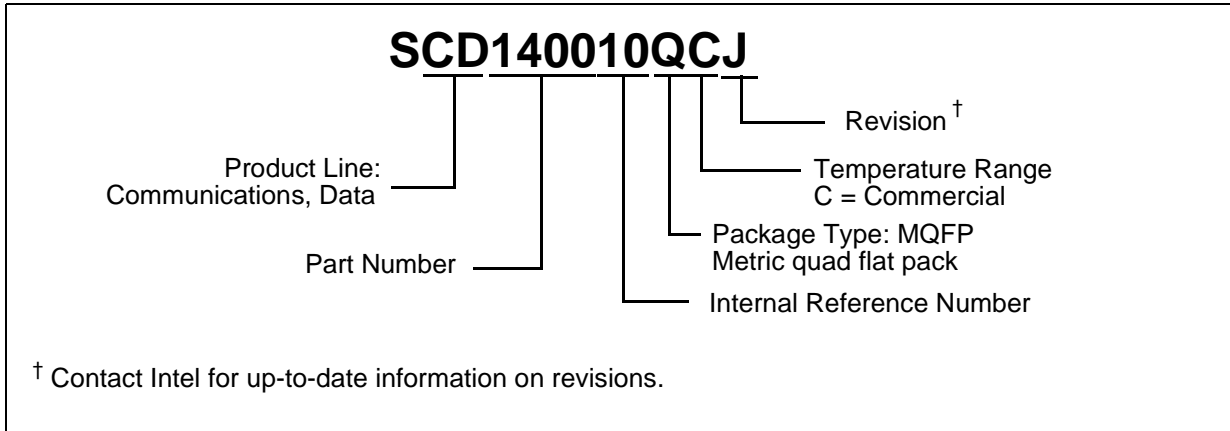 SCD140010QCJ
Revision †
Product Line:
Communications, Data
Temperature Range
C = Commercial
Package Type: MQFP
Metric quad flat pack
Part Number
Internal Reference Number
† Contact Intel for up-to-date information on revisions.